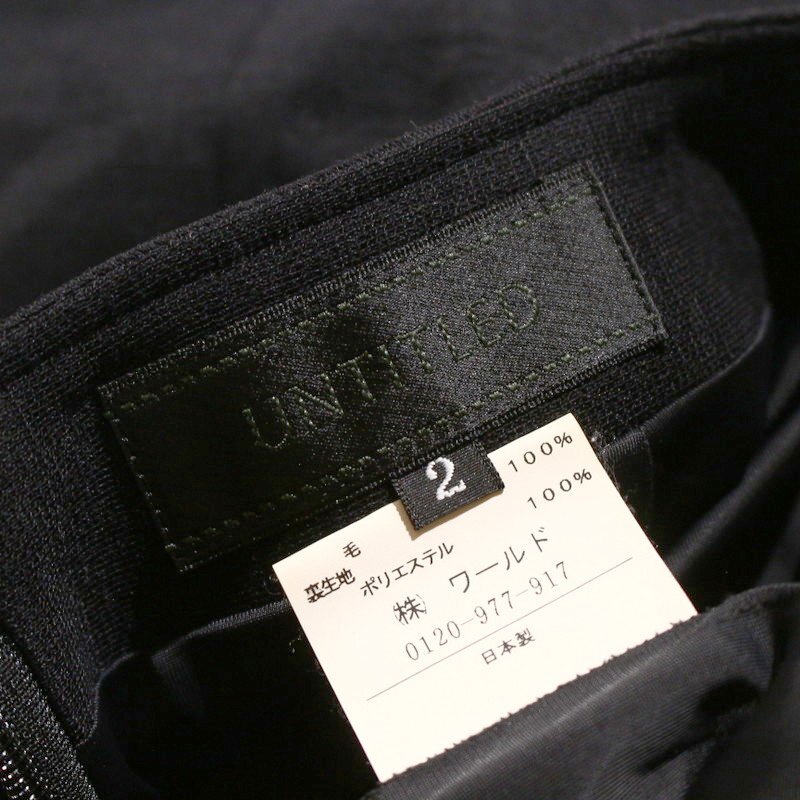 UNTITLED
2
毛 100%
裏生地 ポリエステル 100%
㈱ ワールド
0120-977-917
日本製